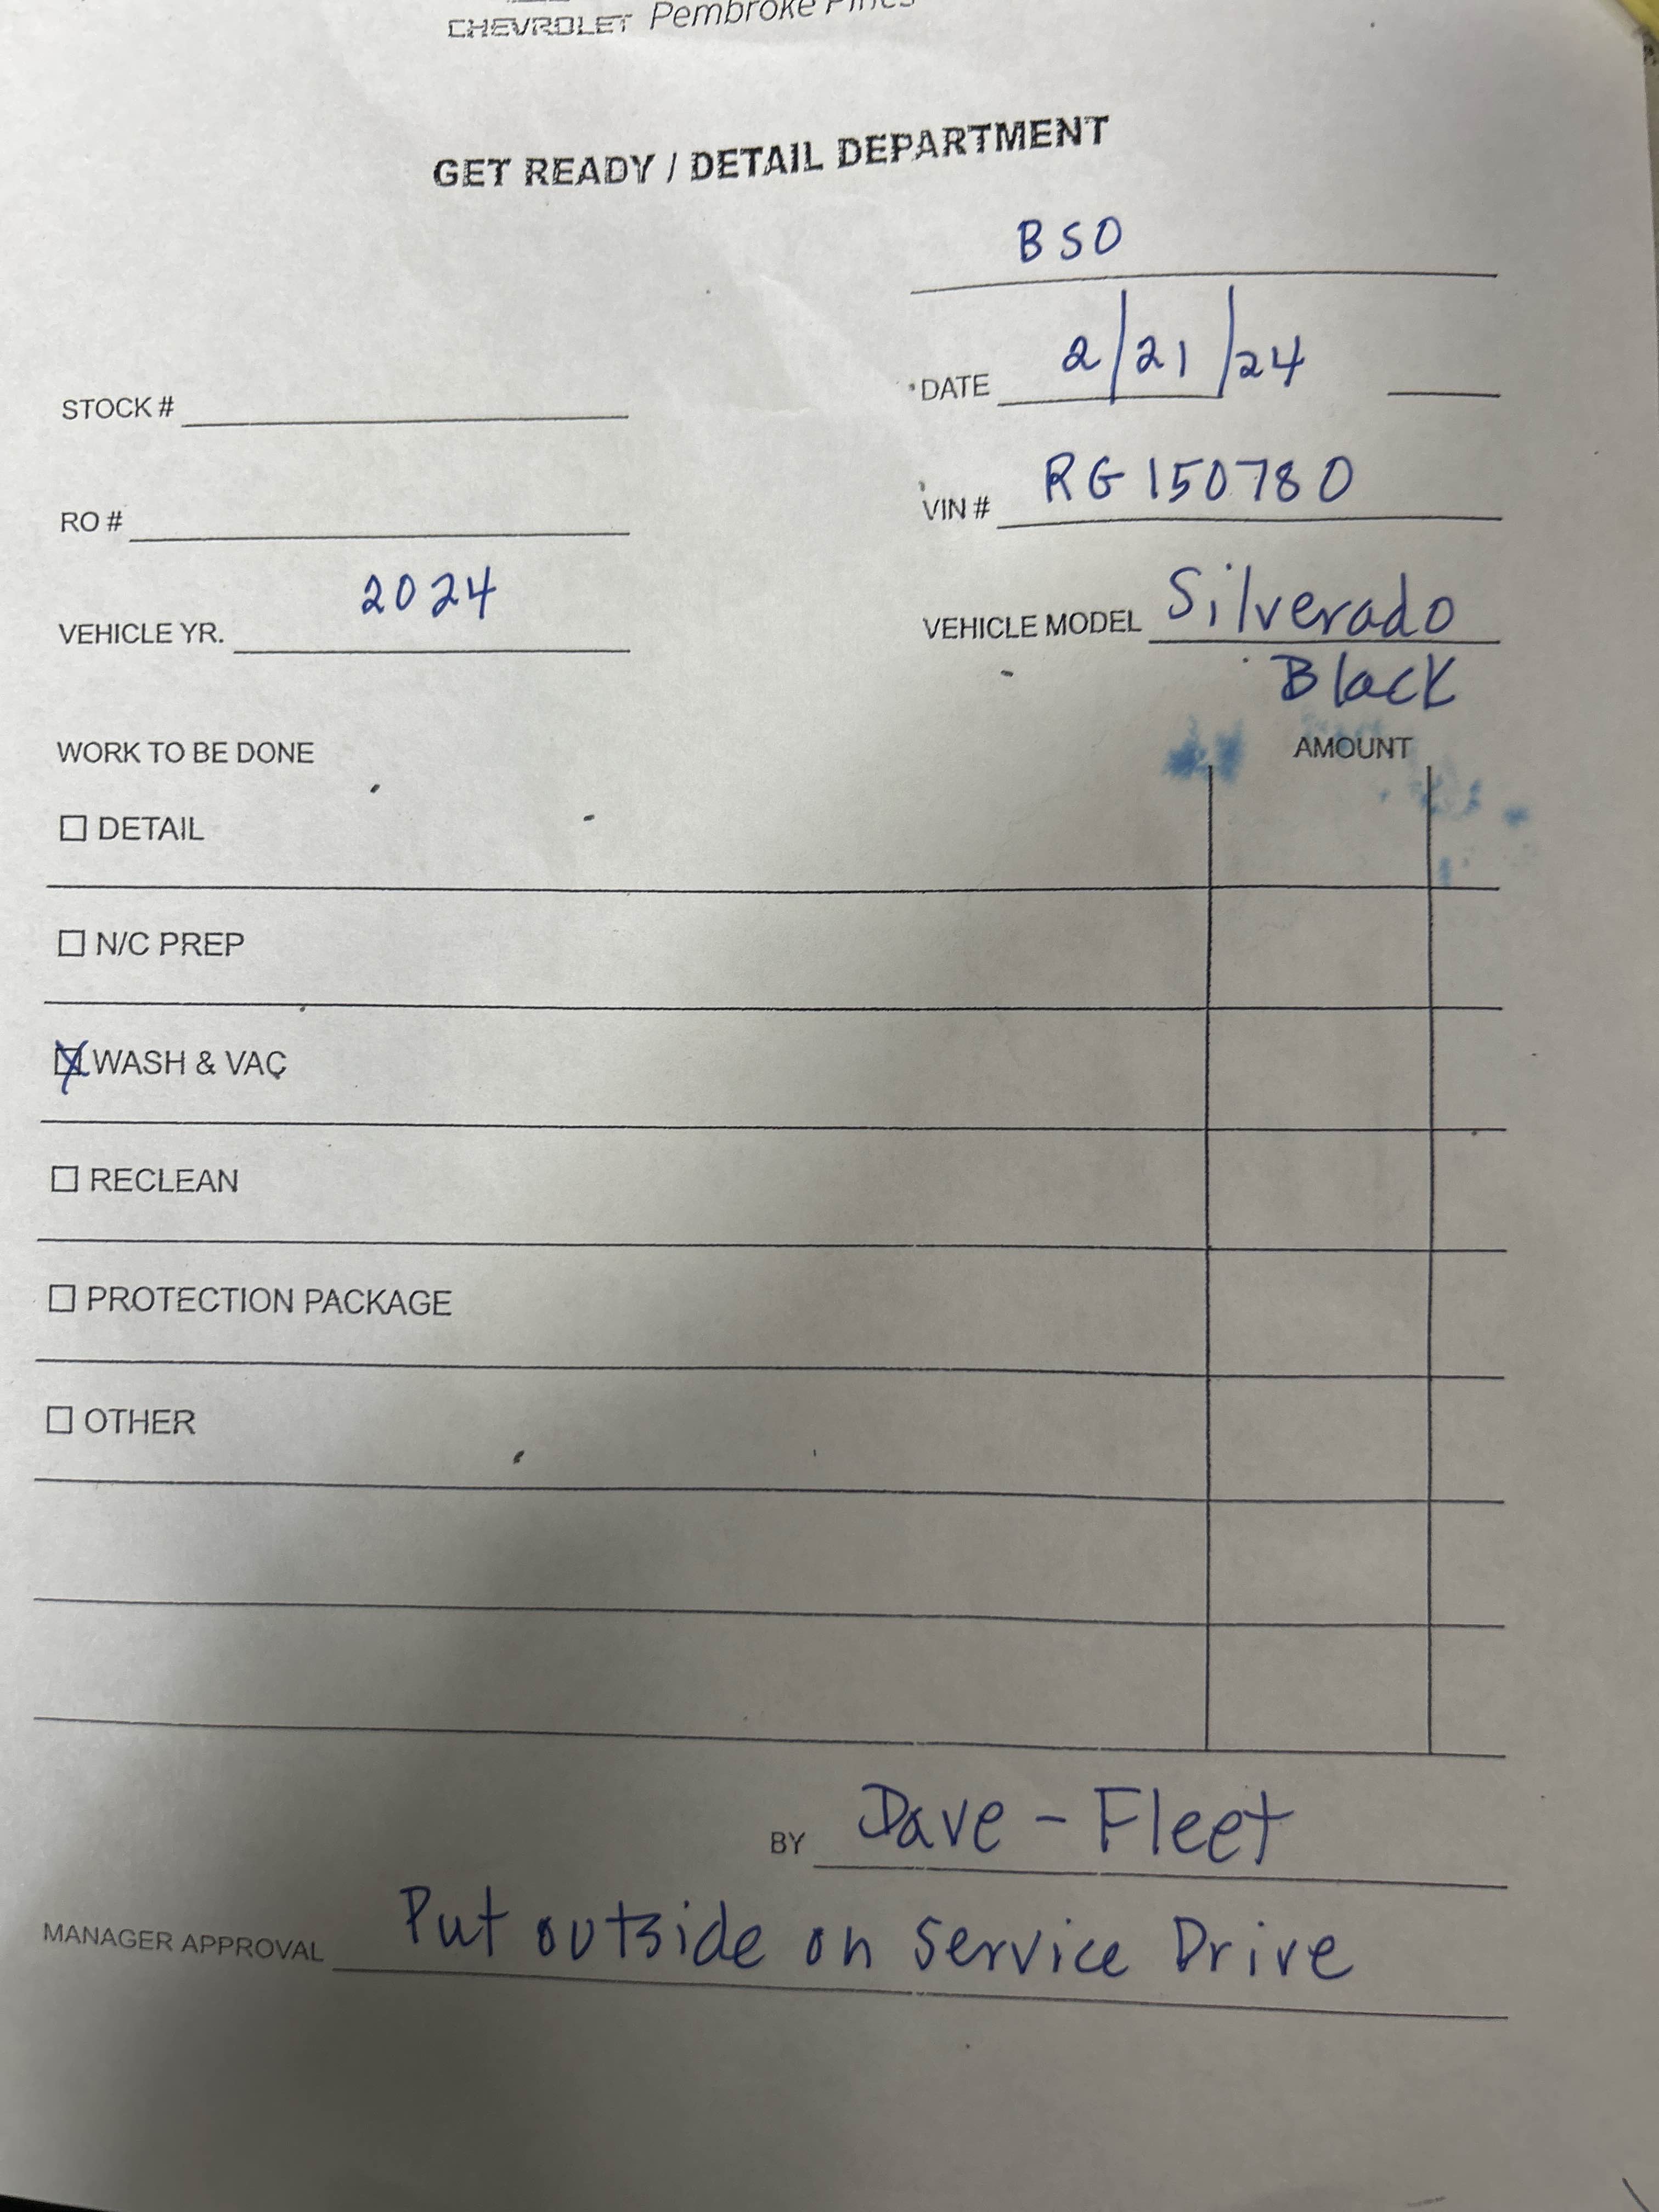 CHEVROLET Pembroke Pines
GET READY / DETAIL DEPARTMENT
BSO
DATE 2/21/24
STOCK #
VIN # RG150780
RO #
VEHICLE YR. 2024
VEHICLE MODEL Silverado
Black
WORK TO BE DONE
AMOUNT
DETAIL
N/C PREP
X WASH & VAC
RECLEAN
PROTECTION PACKAGE
OTHER
BY Dave - Fleet
MANAGER APPROVAL Put outside on Service Drive